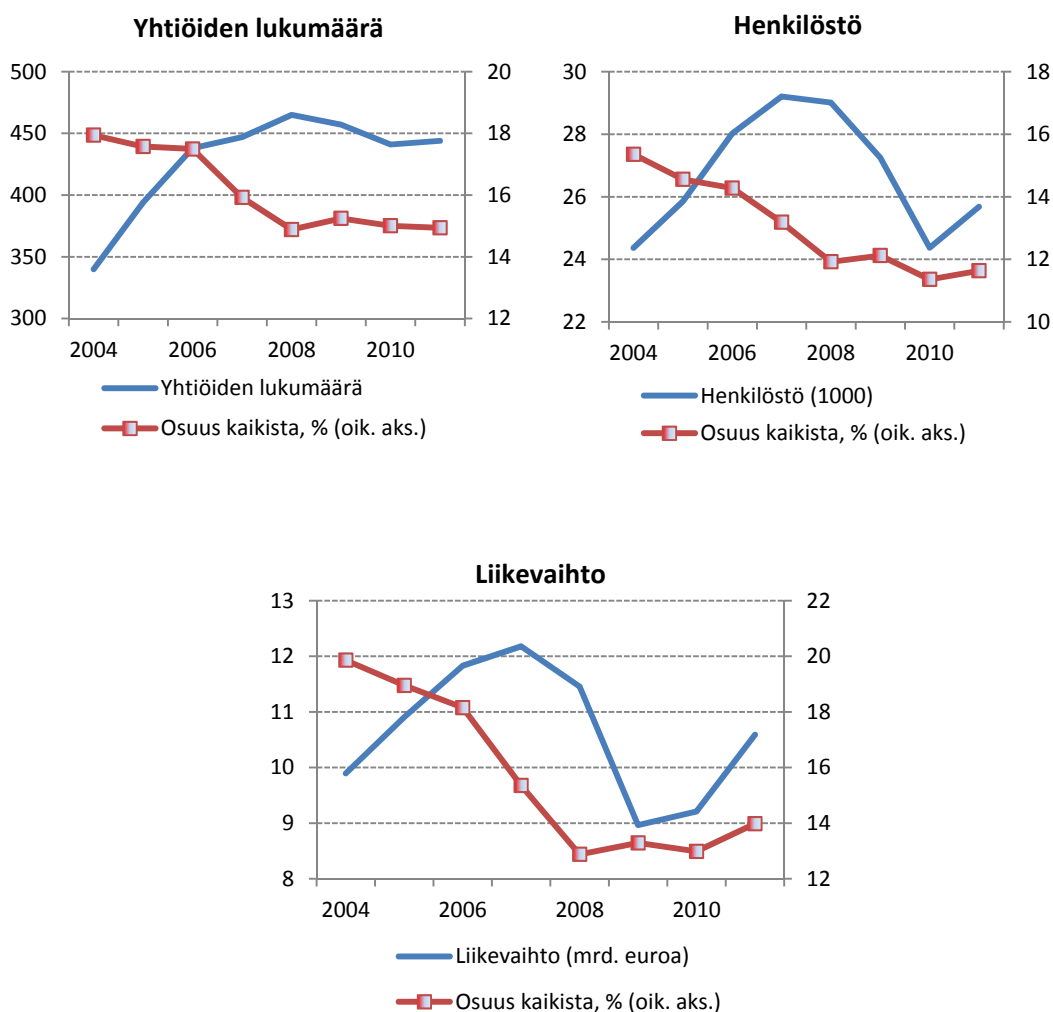 Yhtiöiden lukumäärä
500
450
400
350
300
20
18
16
14
12
2004 2006 2008 2010
Yhtiöiden lukumäärä
Osuus kaikista, % (oik. aks.)
Henkilöstö
30
28
26
24
22
18
16
14
12
10
2004 2006 2008 2010
Henkilöstö (1000)
Osuus kaikista, % (oik. aks.)
Liikevaihto
13
12
11
10
9
8
22
20
18
16
14
12
2004 2006 2008 2010
Liikevaihto (mrd. euroa)
Osuus kaikista, % (oik. aks.)